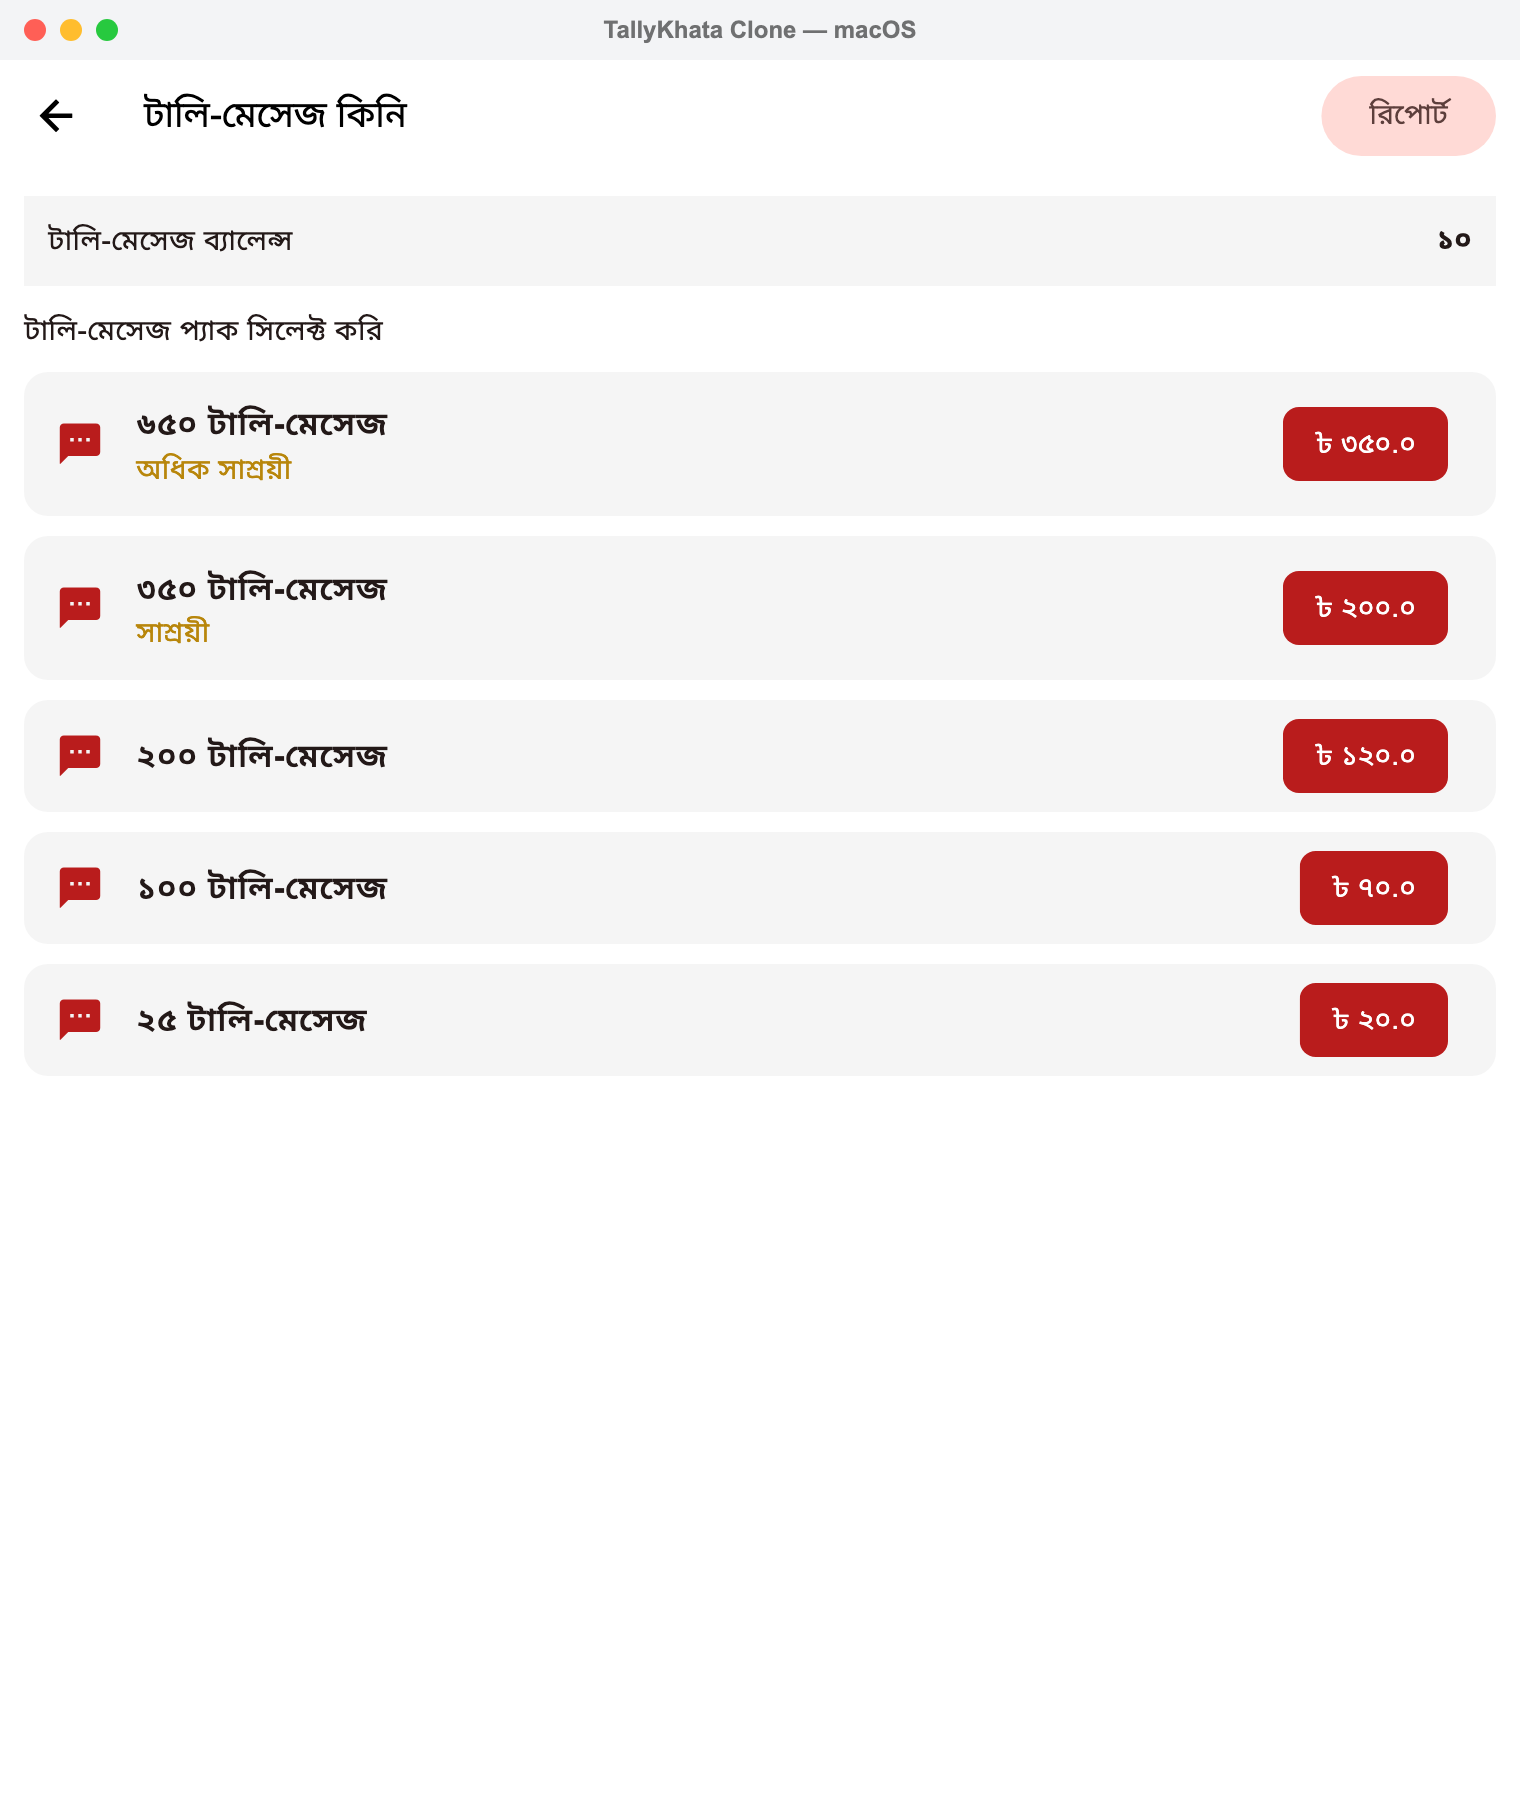 TallyKhata Clone — macOS
টালি-মেসেজ কিনি
রিপোর্ট
টালি-মেসেজ ব্যালেন্স
১০
টালি-মেসেজ প্যাক সিলেক্ট করি
৬৫০ টালি-মেসেজ
অধিক সাশ্রয়ী
৳ ৩৫০.০
৩৫০ টালি-মেসেজ
সাশ্রয়ী
৳ ২০০.০
২০০ টালি-মেসেজ
৳ ১২০.০
১০০ টালি-মেসেজ
৳ ৭০.০
২৫ টালি-মেসেজ
৳ ২০.০